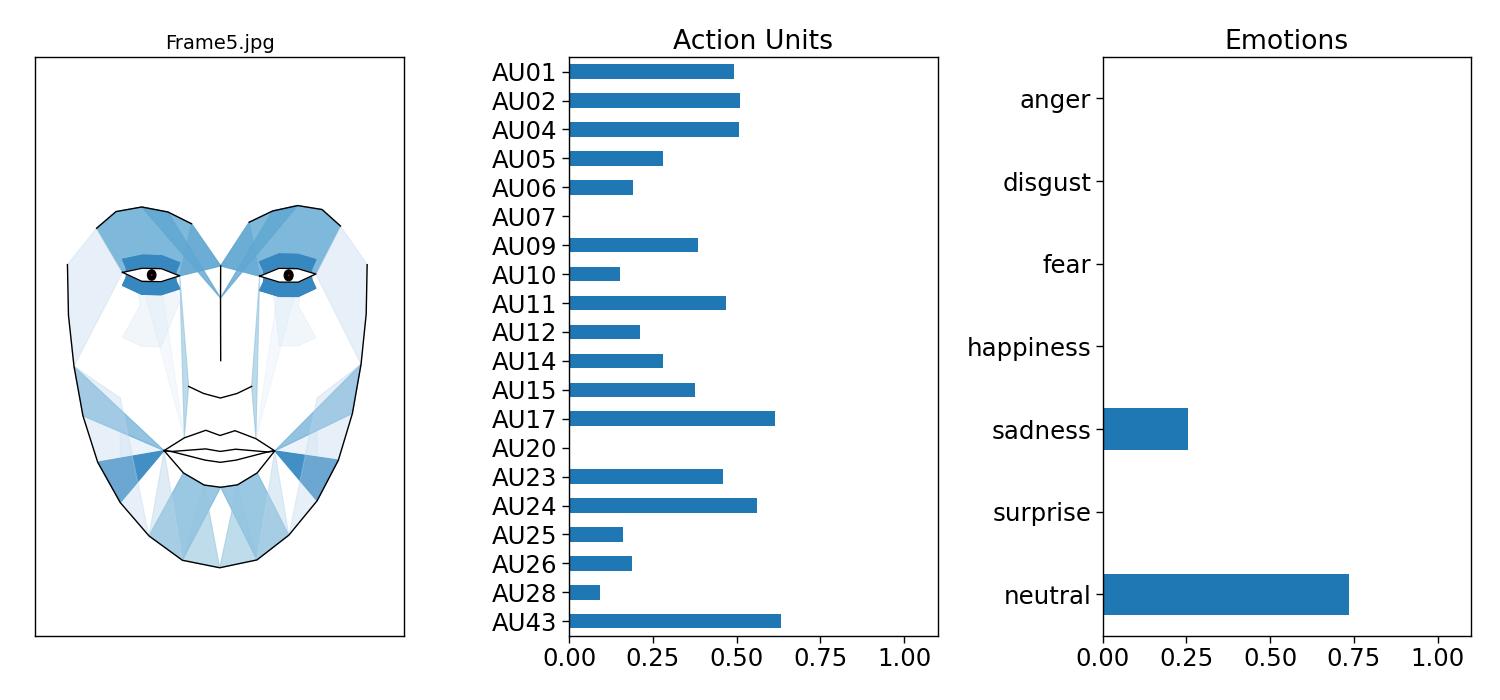 Frame5.jpg
Action Units
AU01
AU02
AU04
AU05
AU06
AU07
AU09
AU10
AU11
AU12
AU14
AU15
AU17
AU20
AU23
AU24
AU25
AU26
AU28
AU43
0.00 0.25 0.50 0.75 1.00
Emotions
anger
disgust
fear
happiness
sadness
surprise
neutral
0.00 0.25 0.50 0.75 1.00